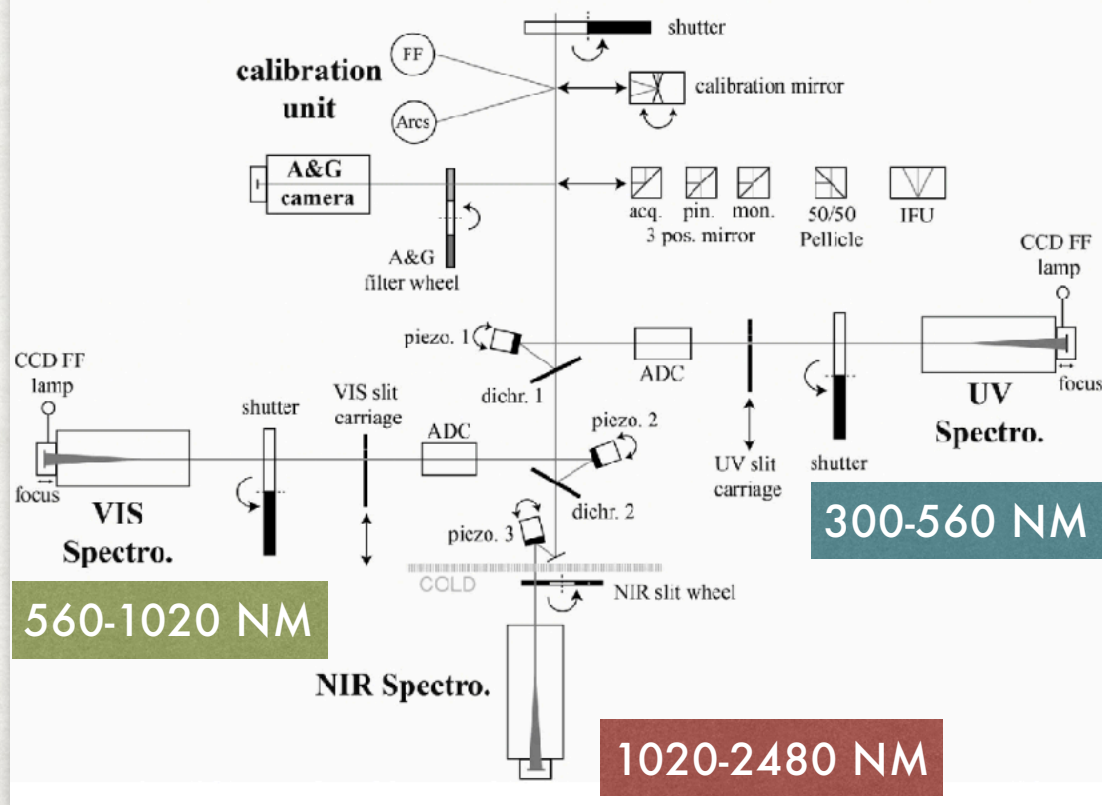 shutter
FF
calibration
unit
Arcs
calibration mirror
A&G
camera
acq.
pin.
mon.
3 pos. mirror
50/50
Pellicle
IFU
A&G
filter wheel
CCD FF
lamp
piezo. 1
ADC
dichr. 1
focus
UV
Spectro.
CCD FF
lamp
shutter
VIS slit
carriage
ADC
piezo. 2
UV slit
carriage
shutter
focus
VIS
Spectro.
dichr. 2
piezo. 3
300-560 NM
COLD
NIR slit wheel
560-1020 NM
NIR Spectro.
1020-2480 NM